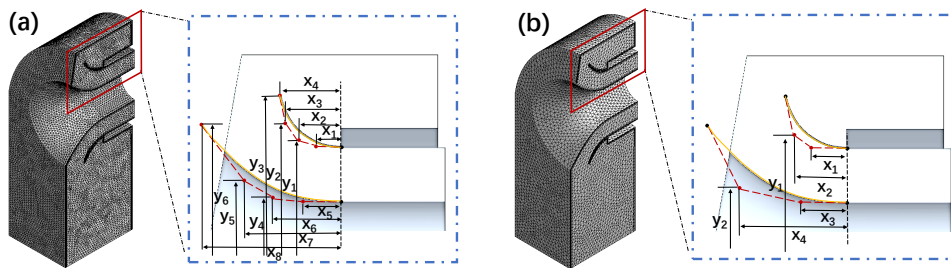 (a)
x₄
x₃
x₂
x₁
y₃
y₂
y₁
y₆
y₅
y₄
x₅
x₆
x₇
x₈
(b)
x₁
y₁
x₂
y₂
x₃
x₄